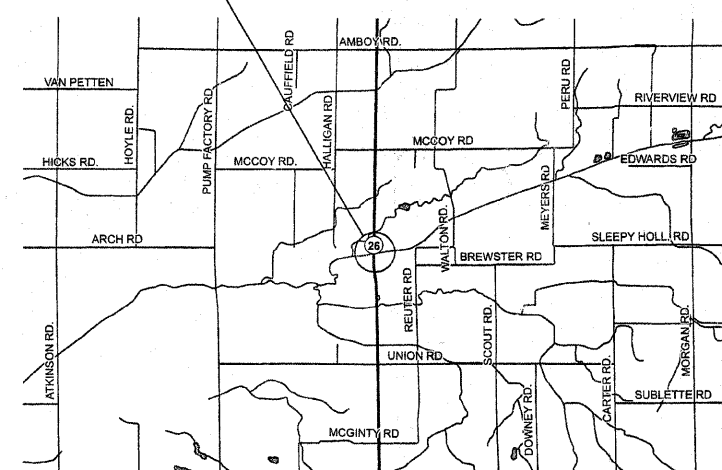 AMBOY RD.
CAUFFIELD RD
VAN PETTEN
PERU RD
RIVERVIEW RD
HOYLE RD.
PUMP FACTORY RD
HALLIGAN RD
MCCOY RD
HICKS RD.
MCCOY RD.
EDWARDS RD
MEYERS RD
WALTON RD.
ARCH RD
26
SLEEPY HOLL. RD
BREWSTER RD
REUTER RD
ATKINSON RD.
SCOUT RD.
MORGAN RD.
UNION RD
CARTER RD.
SUBLETTE RD
DOWNEY RD.
MCGINTY RD